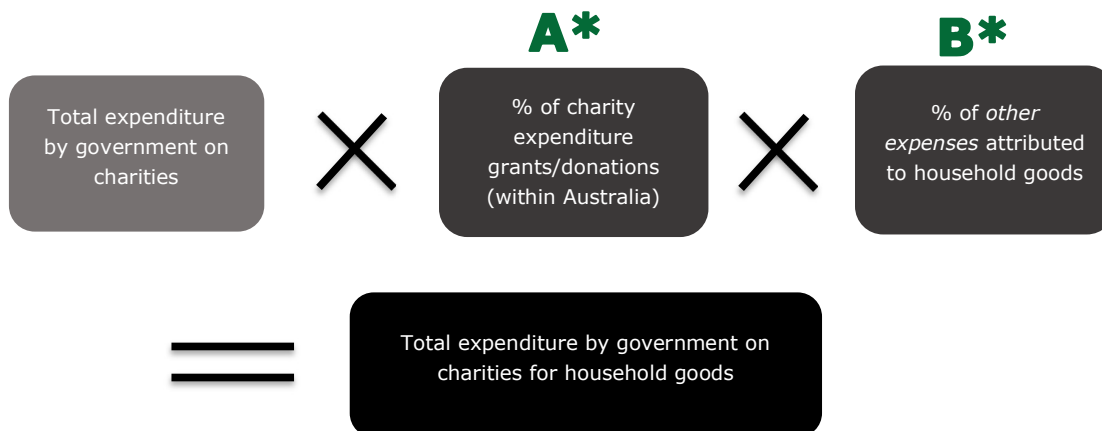 A*
B*
Total expenditure
by government on
charities
% of charity
expenditure
grants/donations
(within Australia)
% of other
expenses attributed
to household goods
Total expenditure by government on
charities for household goods